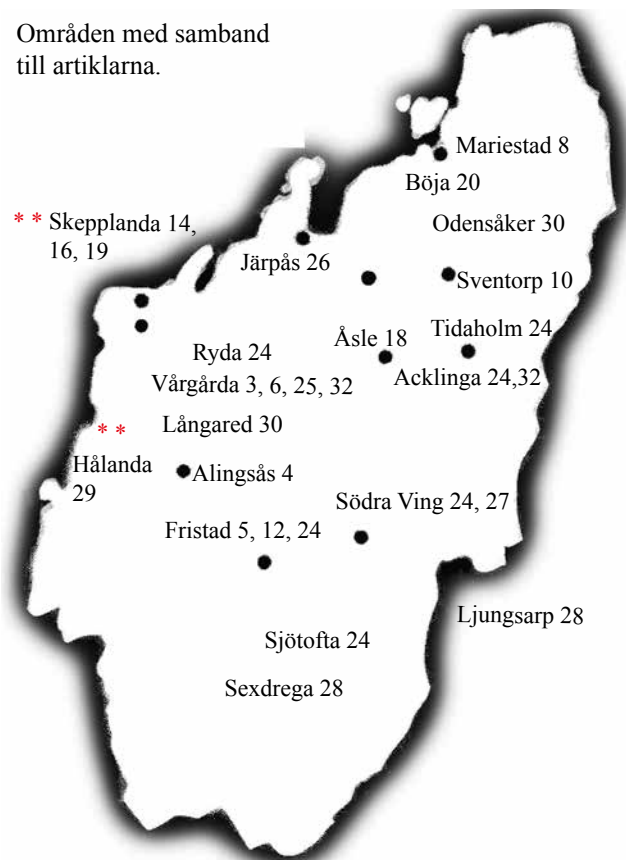 Områden med samband
till artiklarna.
Mariestad 8
Böja 20
* * Skepplanda 14,
16, 19
Odensåker 30
Järpås 26
Sventorp 10
Åsle 18
Tidaholm 24
Ryda 24
Vårgårda 3, 6, 25, 32
Acklinga 24,32
Långared 30
* *
Hålanda
29
Alingsås 4
Södra Ving 24, 27
Fristad 5, 12, 24
Ljungsarp 28
Sjötofta 24
Sexdrega 28